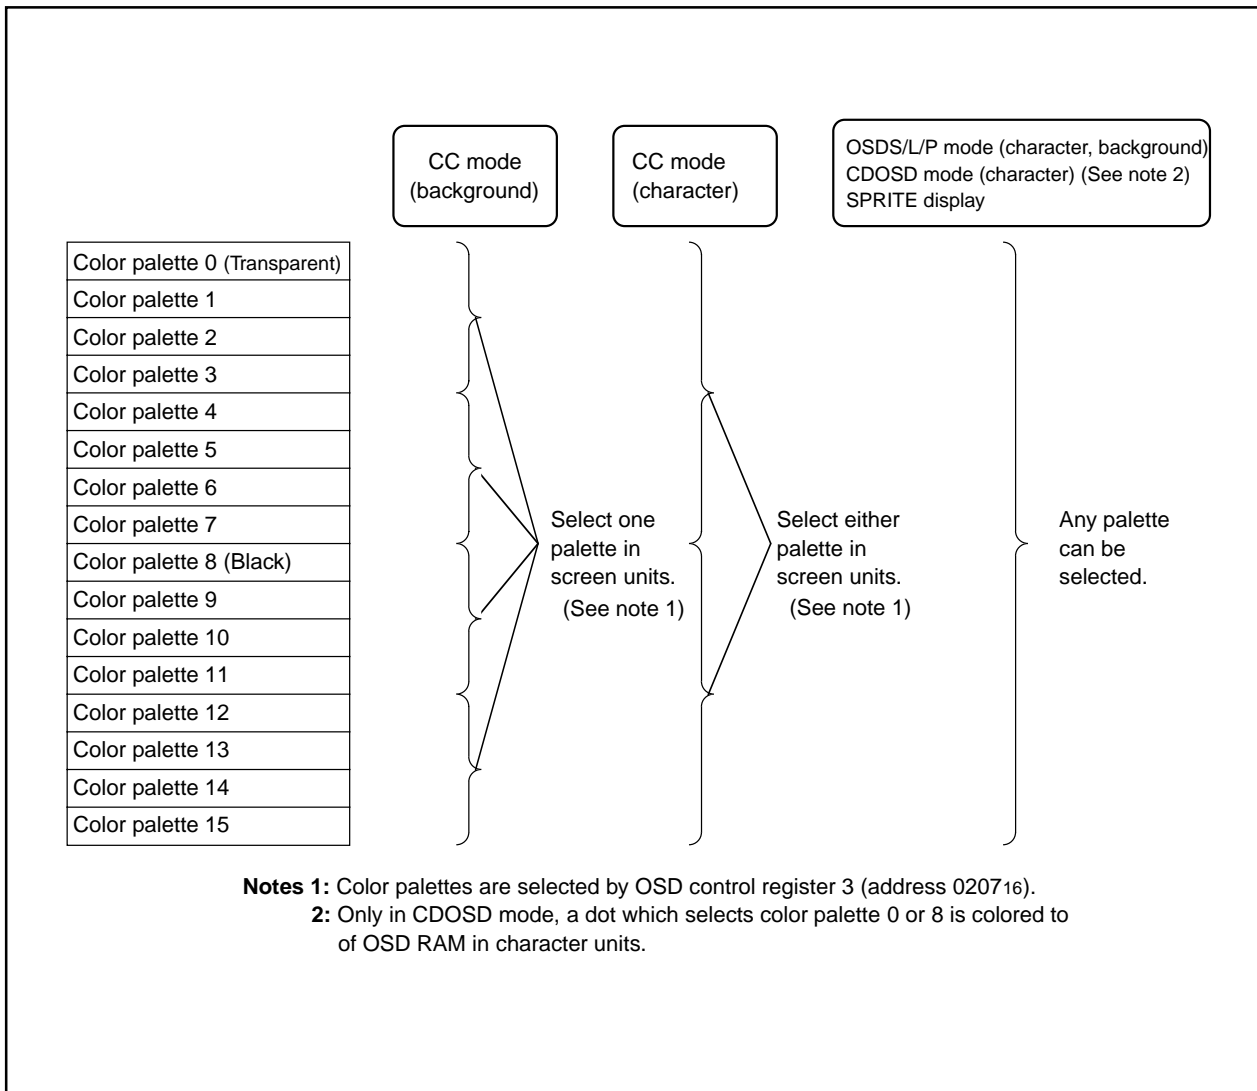 CC mode
(background)
CC mode
(character)
OSDS/L/P mode (character, background)
CDOSD mode (character) (See note 2)
SPRITE display
Color palette 0 (Transparent)
Color palette 1
Color palette 2
Color palette 3
Color palette 4
Color palette 5
Color palette 6
Color palette 7
Color palette 8 (Black)
Color palette 9
Color palette 10
Color palette 11
Color palette 12
Color palette 13
Color palette 14
Color palette 15
Select one
palette in
screen units.
(See note 1)
Select either
palette in
screen units.
(See note 1)
Any palette
can be
selected.
Notes 1: Color palettes are selected by OSD control register 3 (address 020716).
2: Only in CDOSD mode, a dot which selects color palette 0 or 8 is colored to
of OSD RAM in character units.